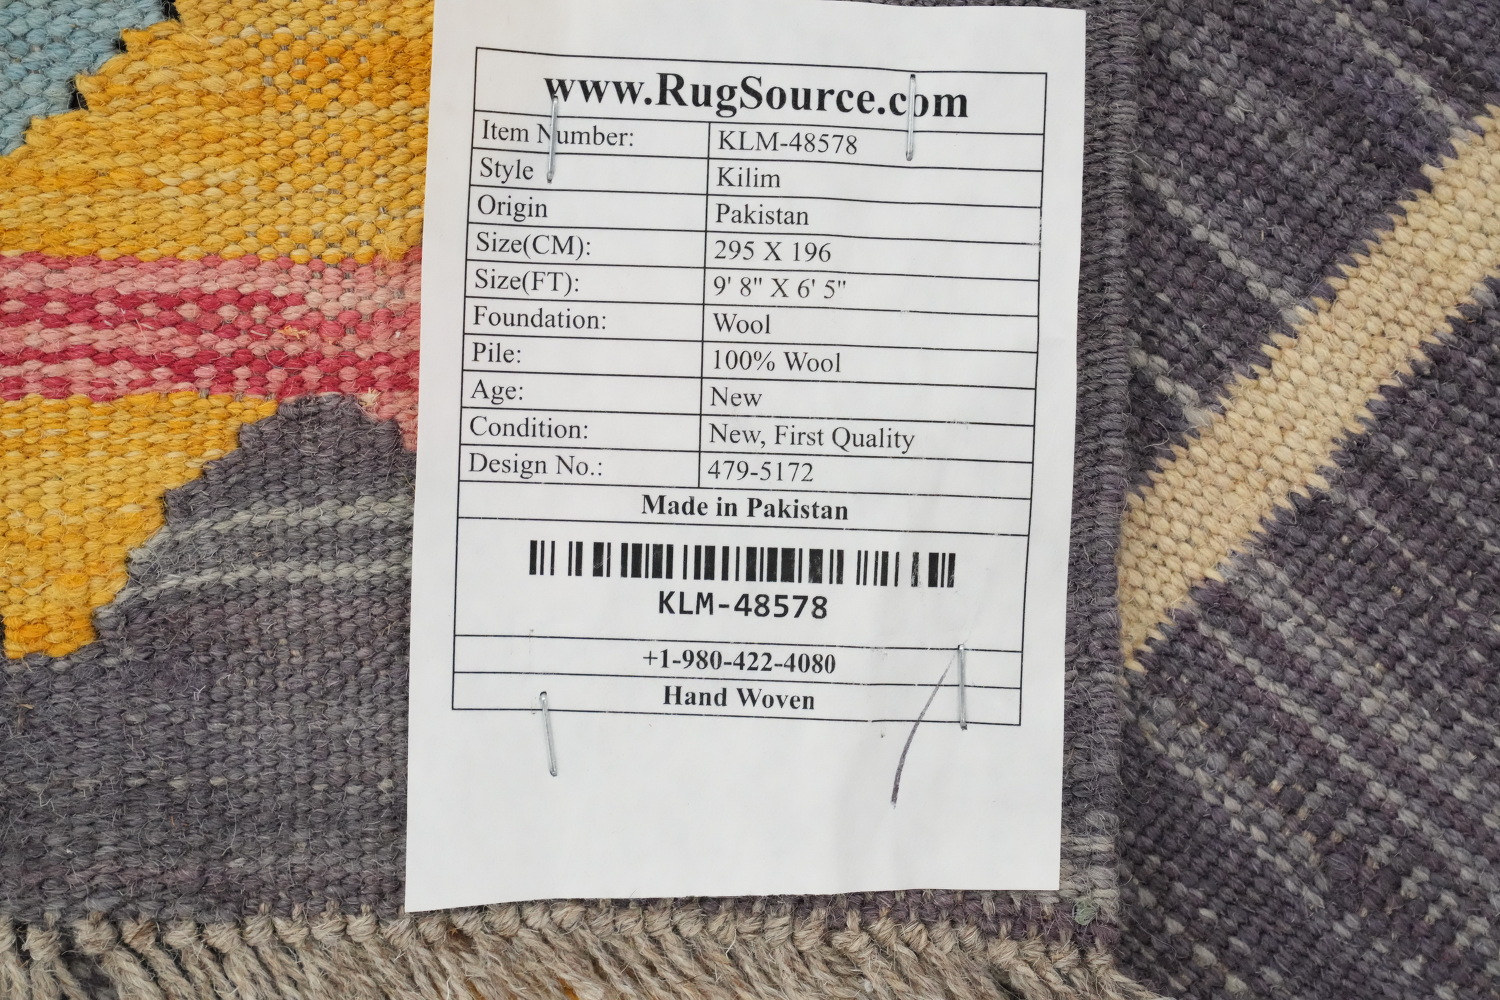 www.RugSource.com
Item Number: KLM-48578
Style Kilim
Origin Pakistan
Size(CM): 295 X 196
Size(FT): 9' 8" X 6' 5"
Foundation: Wool
Pile: 100% Wool
Age: New
Condition: New, First Quality
Design No.: 479-5172
Made in Pakistan
KLM-48578
+1-980-422-4080
Hand Woven